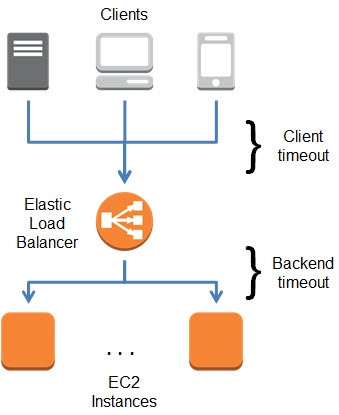 Clients
Client
timeout
Elastic
Load
Balancer
Backend
timeout
. . .
EC2
Instances